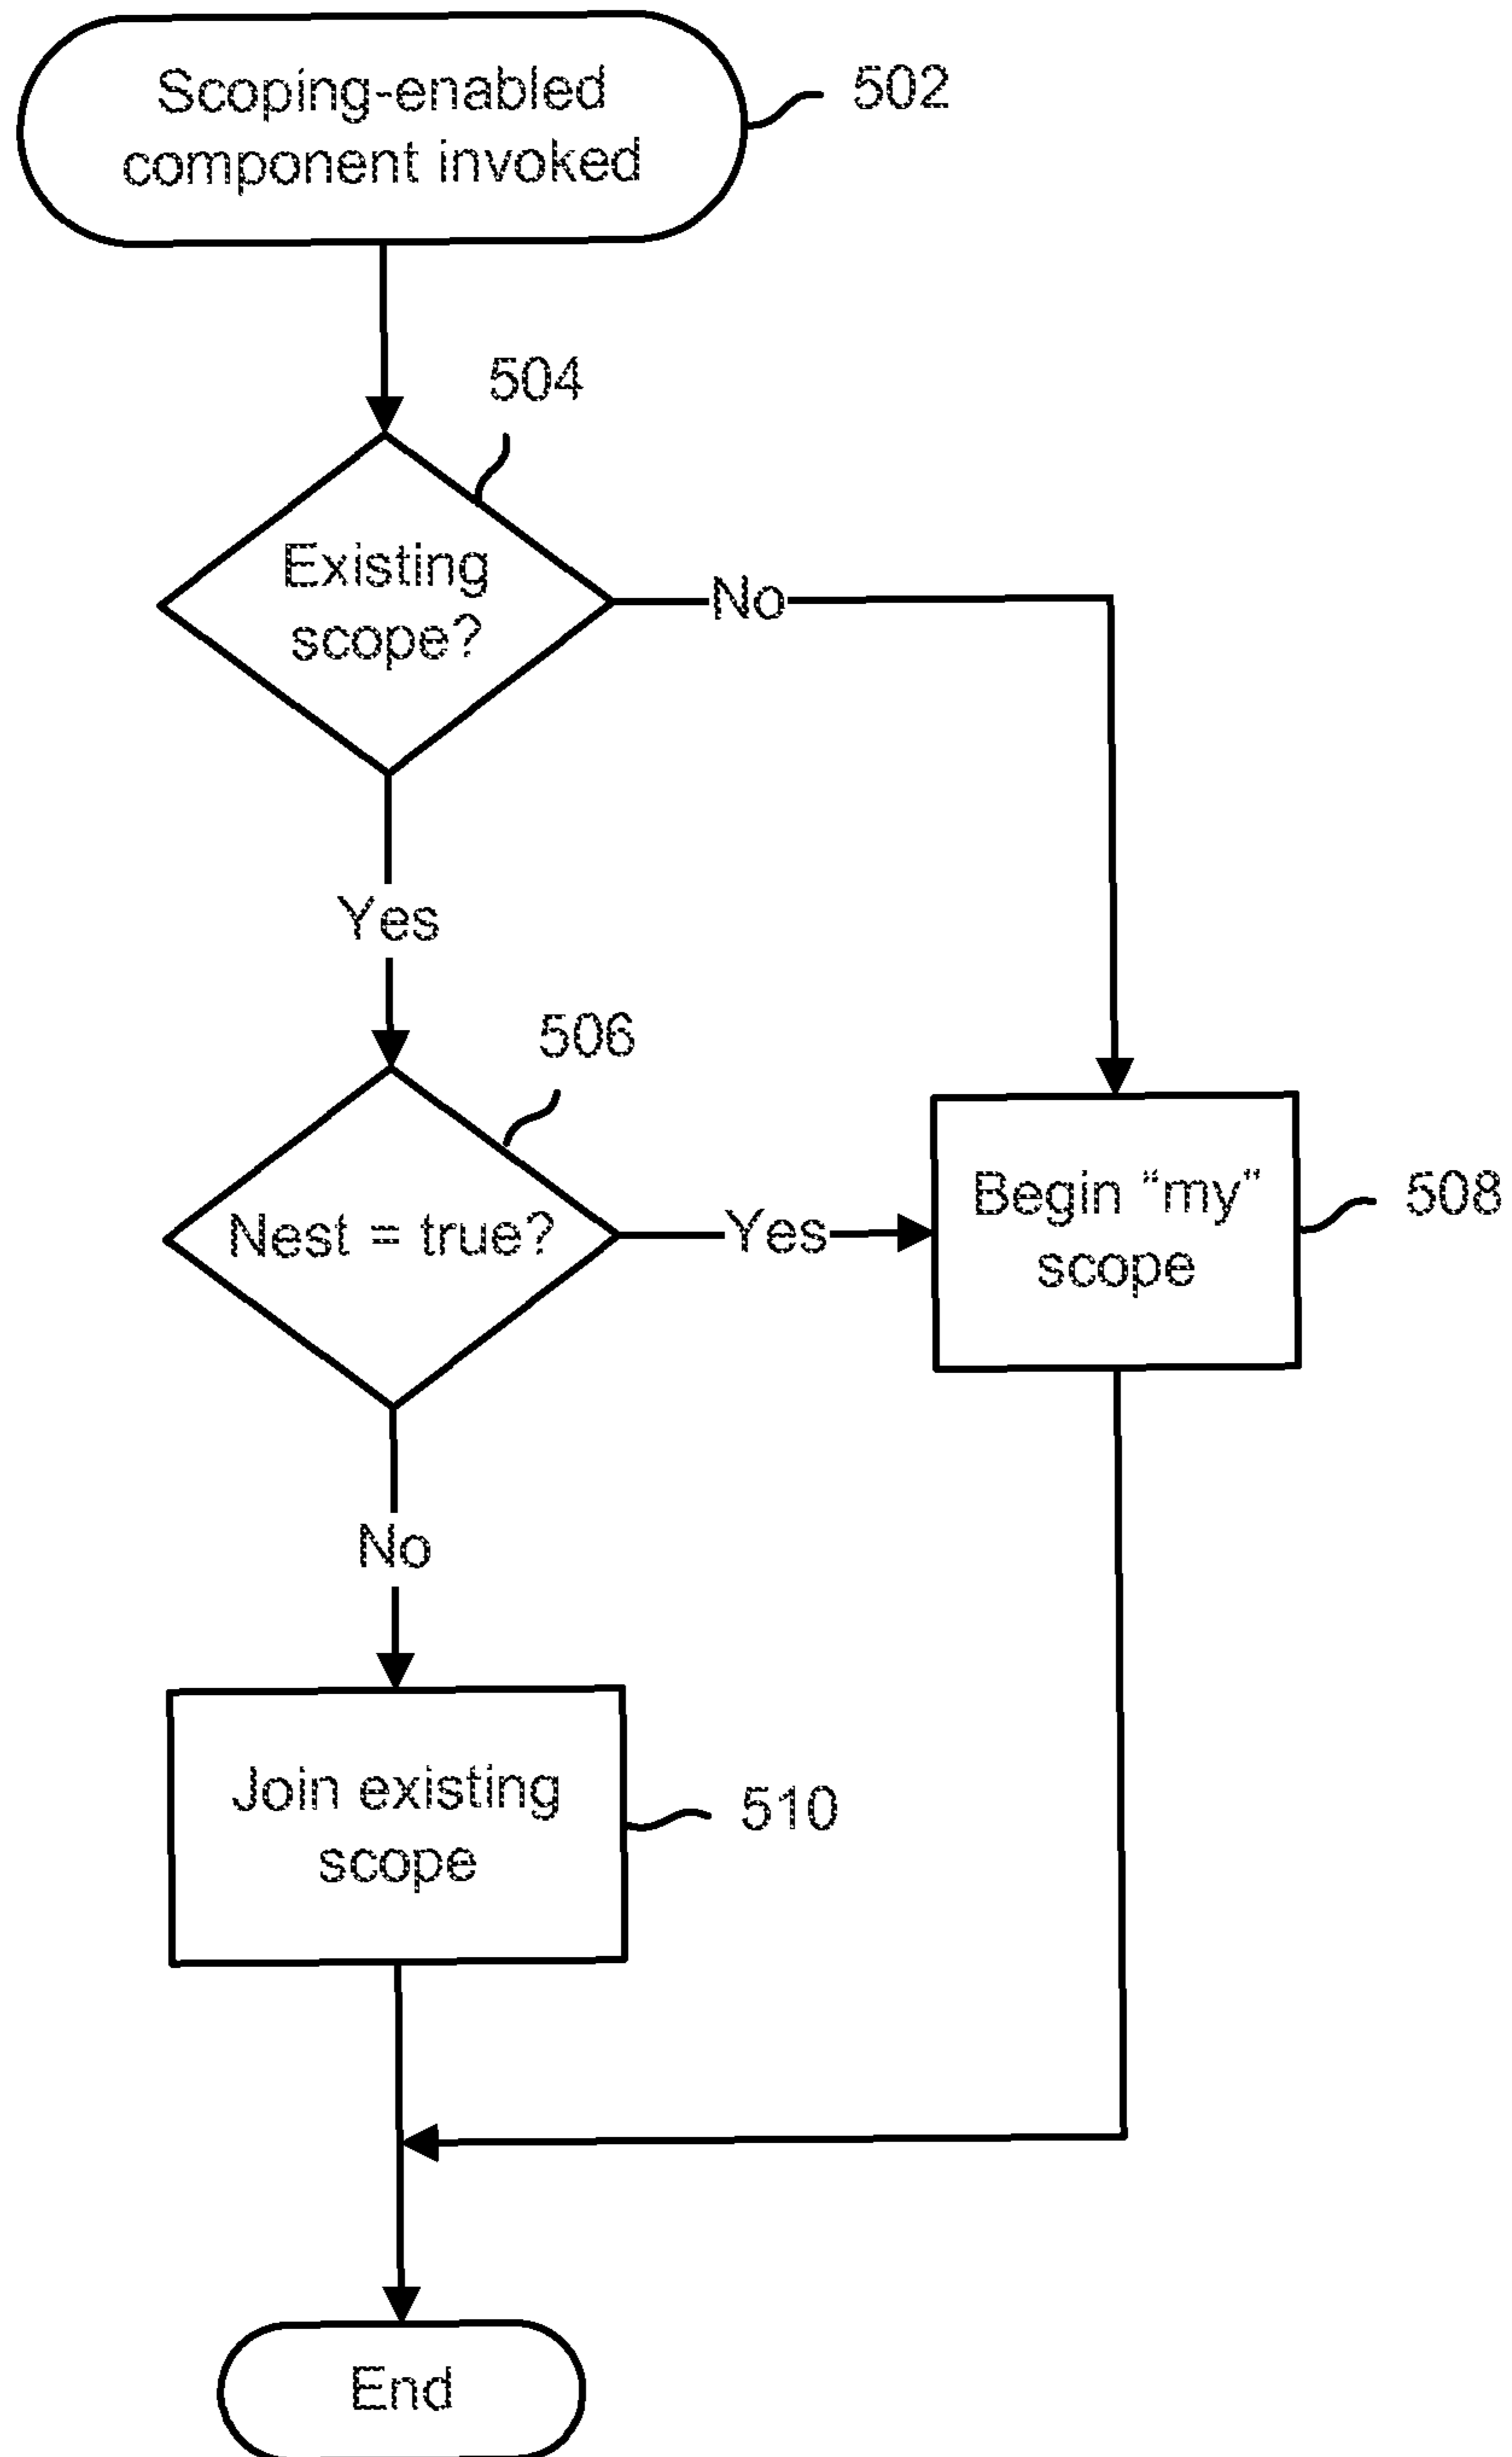 Scoping-enabled
component invoked
502
504
Existing
scope?
No
Yes
506
Nest = true?
Yes
Begin “my”
scope
508
No
Join existing
scope
510
End